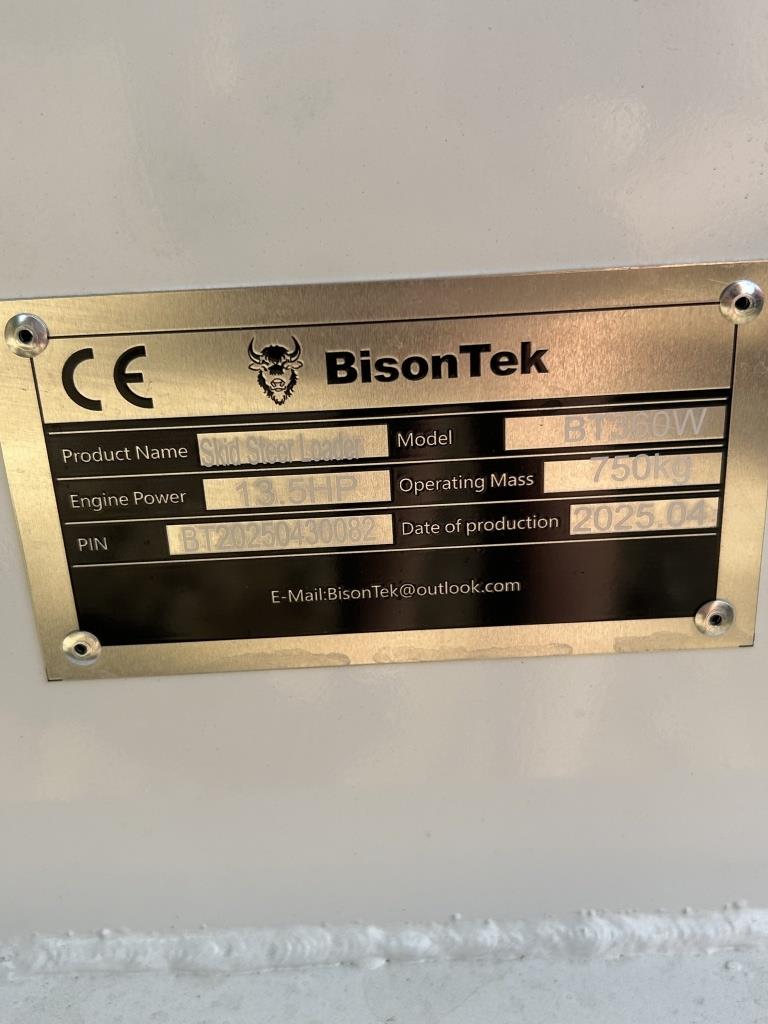 CE BisonTek
Product Name Skid Steer Loader Model BT360W
Engine Power 13.5HP Operating Mass 750kg
PIN BT20250430082 Date of production 2025.04
E-Mail:BisonTek@outlook.com